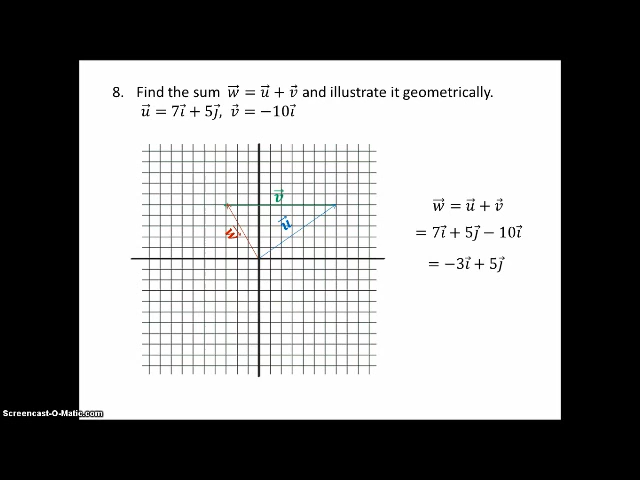 8. Find the sum w⃗ = u⃗ + v⃗ and illustrate it geometrically.
u⃗ = 7i⃗ + 5j⃗, v⃗ = −10i⃗
v⃗
u⃗
w⃗
w⃗ = u⃗ + v⃗
= 7i⃗ + 5j⃗ − 10i⃗
= −3i⃗ + 5j⃗
Screencast-O-Matic.com